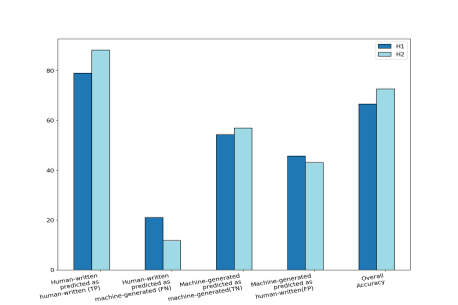 H1
H2
80
60
40
20
0
Human-written
predicted as
human-written (TP)
Human-written
predicted as
machine-generated (FN)
Machine-generated
predicted as
machine-generated(TN)
Machine-generated
predicted as
human-written(FP)
Overall
Accuracy